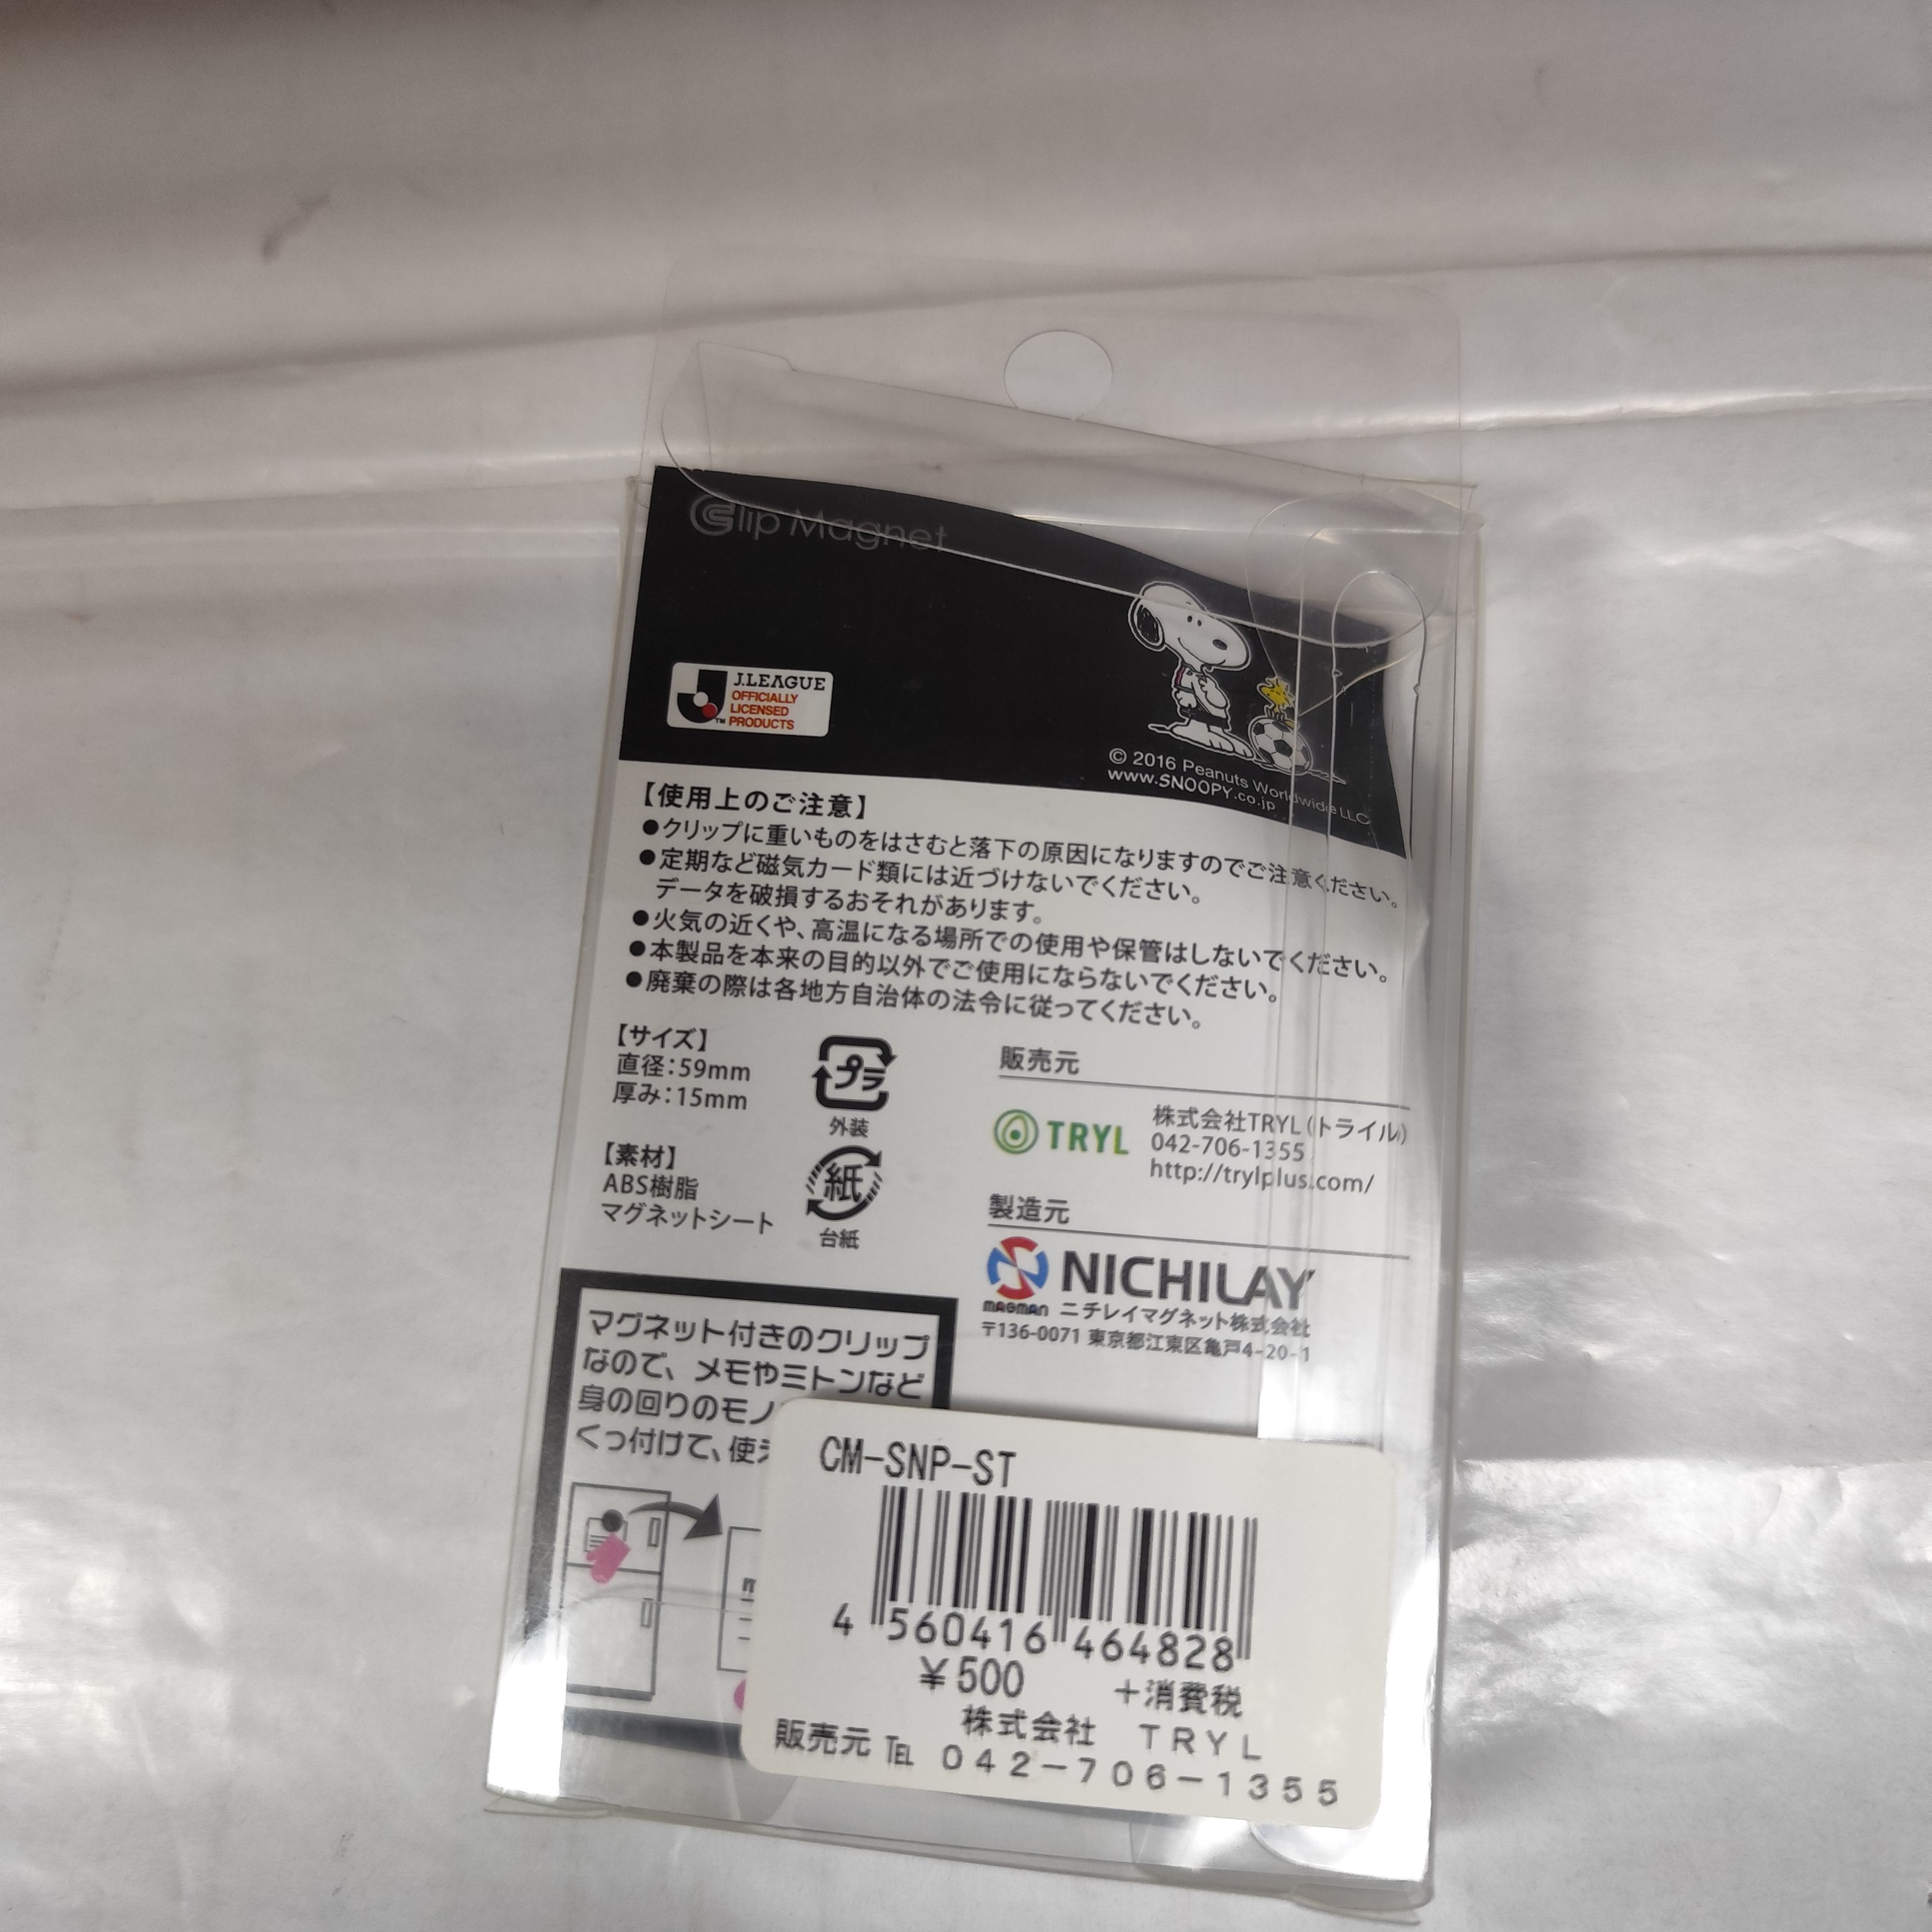 Clip Magnet
J.LEAGUE
OFFICIALLY
LICENSED
PRODUCTS
TM
© 2016 Peanuts Worldwide LLC
www.SNOOPY.co.jp
【使用上のご注意】
●クリップに重いものをはさむと落下の原因になりますのでご注意ください。
●定期など磁気カード類には近づけないでください。
データを破損するおそれがあります。
●火気の近くや、高温になる場所での使用や保管はしないでください。
●本製品を本来の目的以外でご使用にならないでください。
●廃棄の際は各地方自治体の法令に従ってください。
【サイズ】
直径：59mm
厚み：15mm
【素材】
ABS樹脂
マグネットシート
プラ
外装
紙
台紙
販売元
TRYL
株式会社TRYL（トライル）
042-706-1355
http://trylplus.com/
製造元
NICHILAY
MAGMAN ニチレイマグネット株式会社
〒136-0071 東京都江東区亀戸4-20-1
マグネット付きのクリップ
なので、メモやミトンなど
身の回りのモノ
くっ付けて、使
CM-SNP-ST
4 560416 464828
¥500 +消費税
株式会社 TRYL
販売元 TEL 042-706-1355